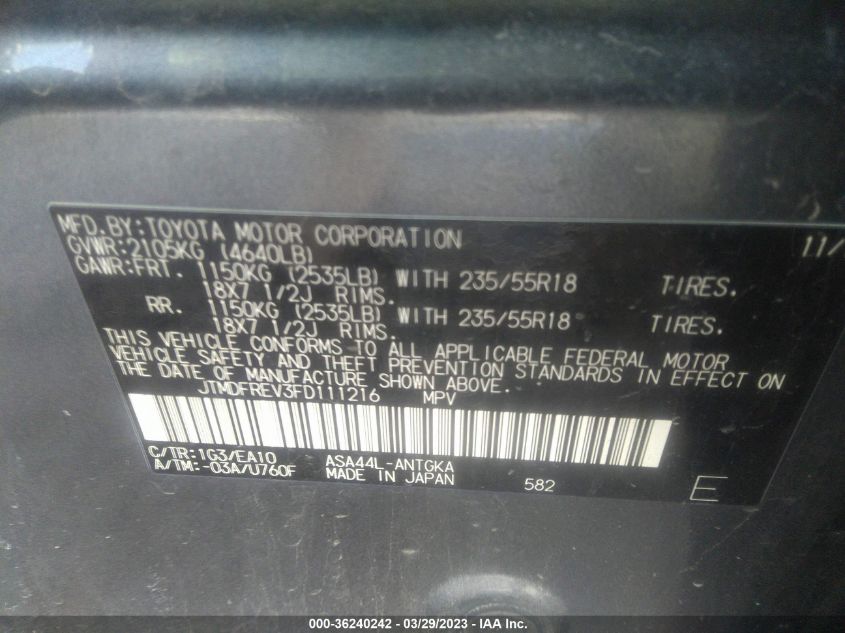 MFD.BY:TOYOTA MOTOR CORPORATION 11/
GVWR:2105KG (4640LB)
GAWR:FRT. 1150KG (2535LB) WITH 235/55R18 TIRES.
18X7 1/2J RIMS.
RR. 1150KG (2535LB) WITH 235/55R18 TIRES.
18X7 1/2J RIMS.
THIS VEHICLE CONFORMS TO ALL APPLICABLE FEDERAL MOTOR
VEHICLE SAFETY AND THEFT PREVENTION STANDARDS IN EFFECT ON
THE DATE OF MANUFACTURE SHOWN ABOVE.
JTMDFREV3FD111216 MPV
C/TR:1G3/EA10 ASA44L-ANTGKA
A/TM:-03A/U760F MADE IN JAPAN 582 E
000-36240242 - 03/29/2023 - IAA Inc.